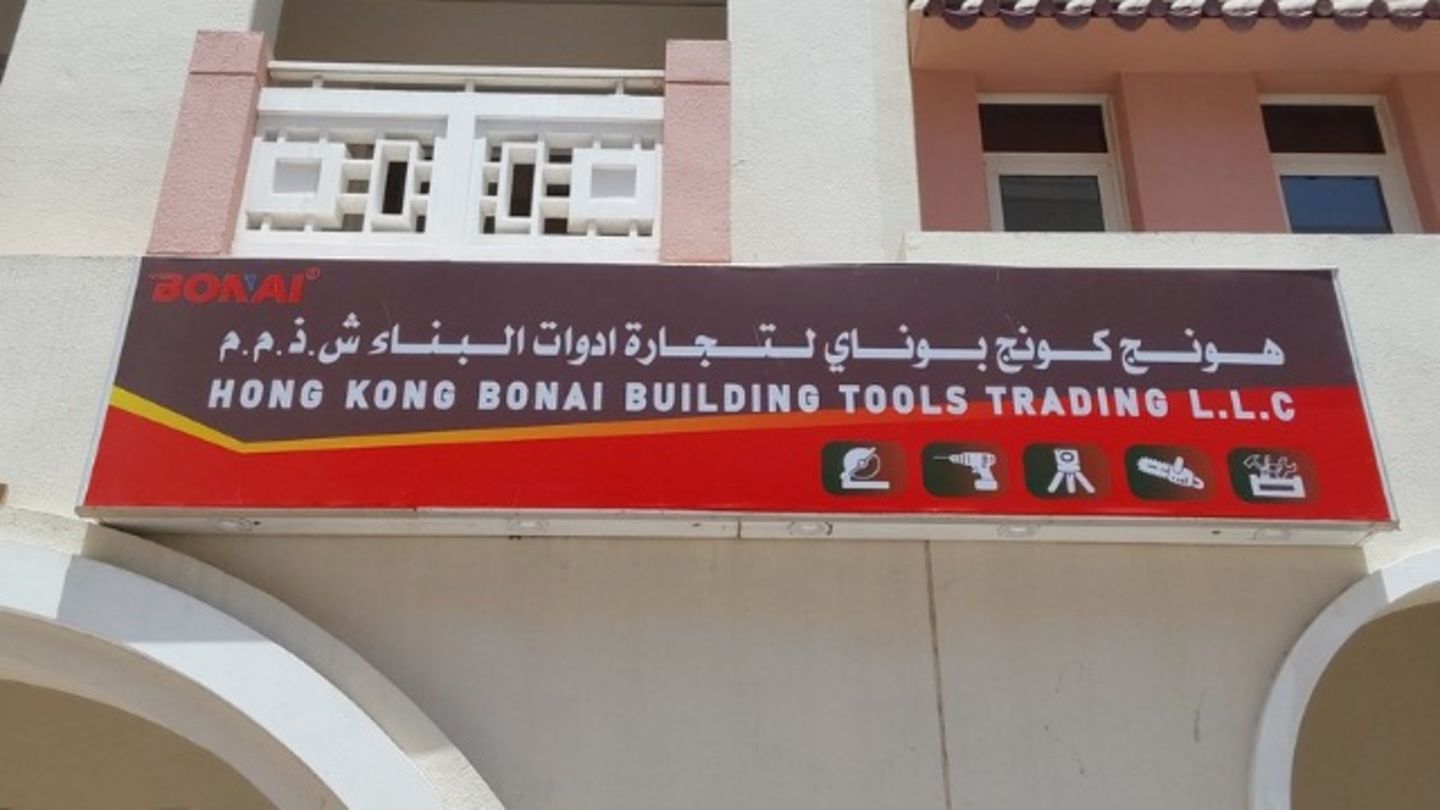 BONAI®
هونج كونج بوناي لتجارة ادوات البناء ش.ذ.م.م
HONG KONG BONAI BUILDING TOOLS TRADING L.L.C